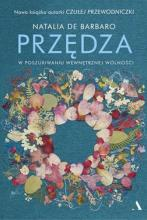 Nowa książka autorki CZUŁEJ PRZEWODNICZKI
NATALIA DE BARBARO
PRZĘDZA
W POSZUKIWANIU WEWNĘTRZNEJ WOLNOŚCI
A